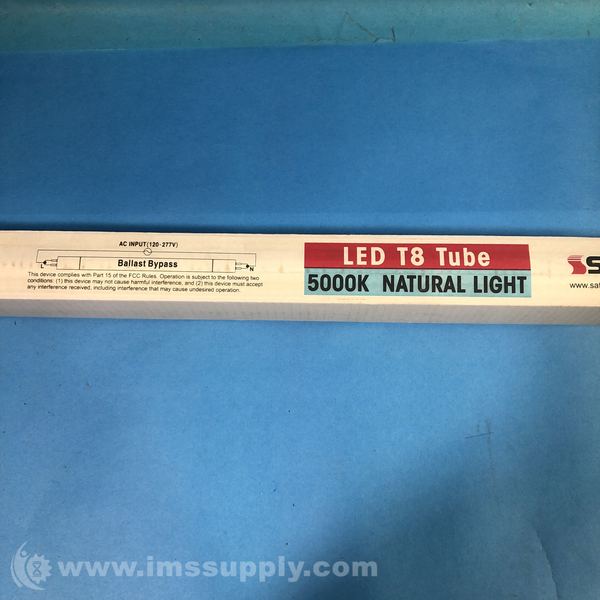 AC INPUT(120-277V)
L
N
Ballast Bypass
This device complies with Part 15 of the FCC Rules. Operation is subject to the following two
conditions: (1) this device may not cause harmful interference, and (2) this device must accept
any interference received, including interference that may cause undesired operation.
LED T8 Tube
5000K NATURAL LIGHT
S
www.sat
www.imssupply.com